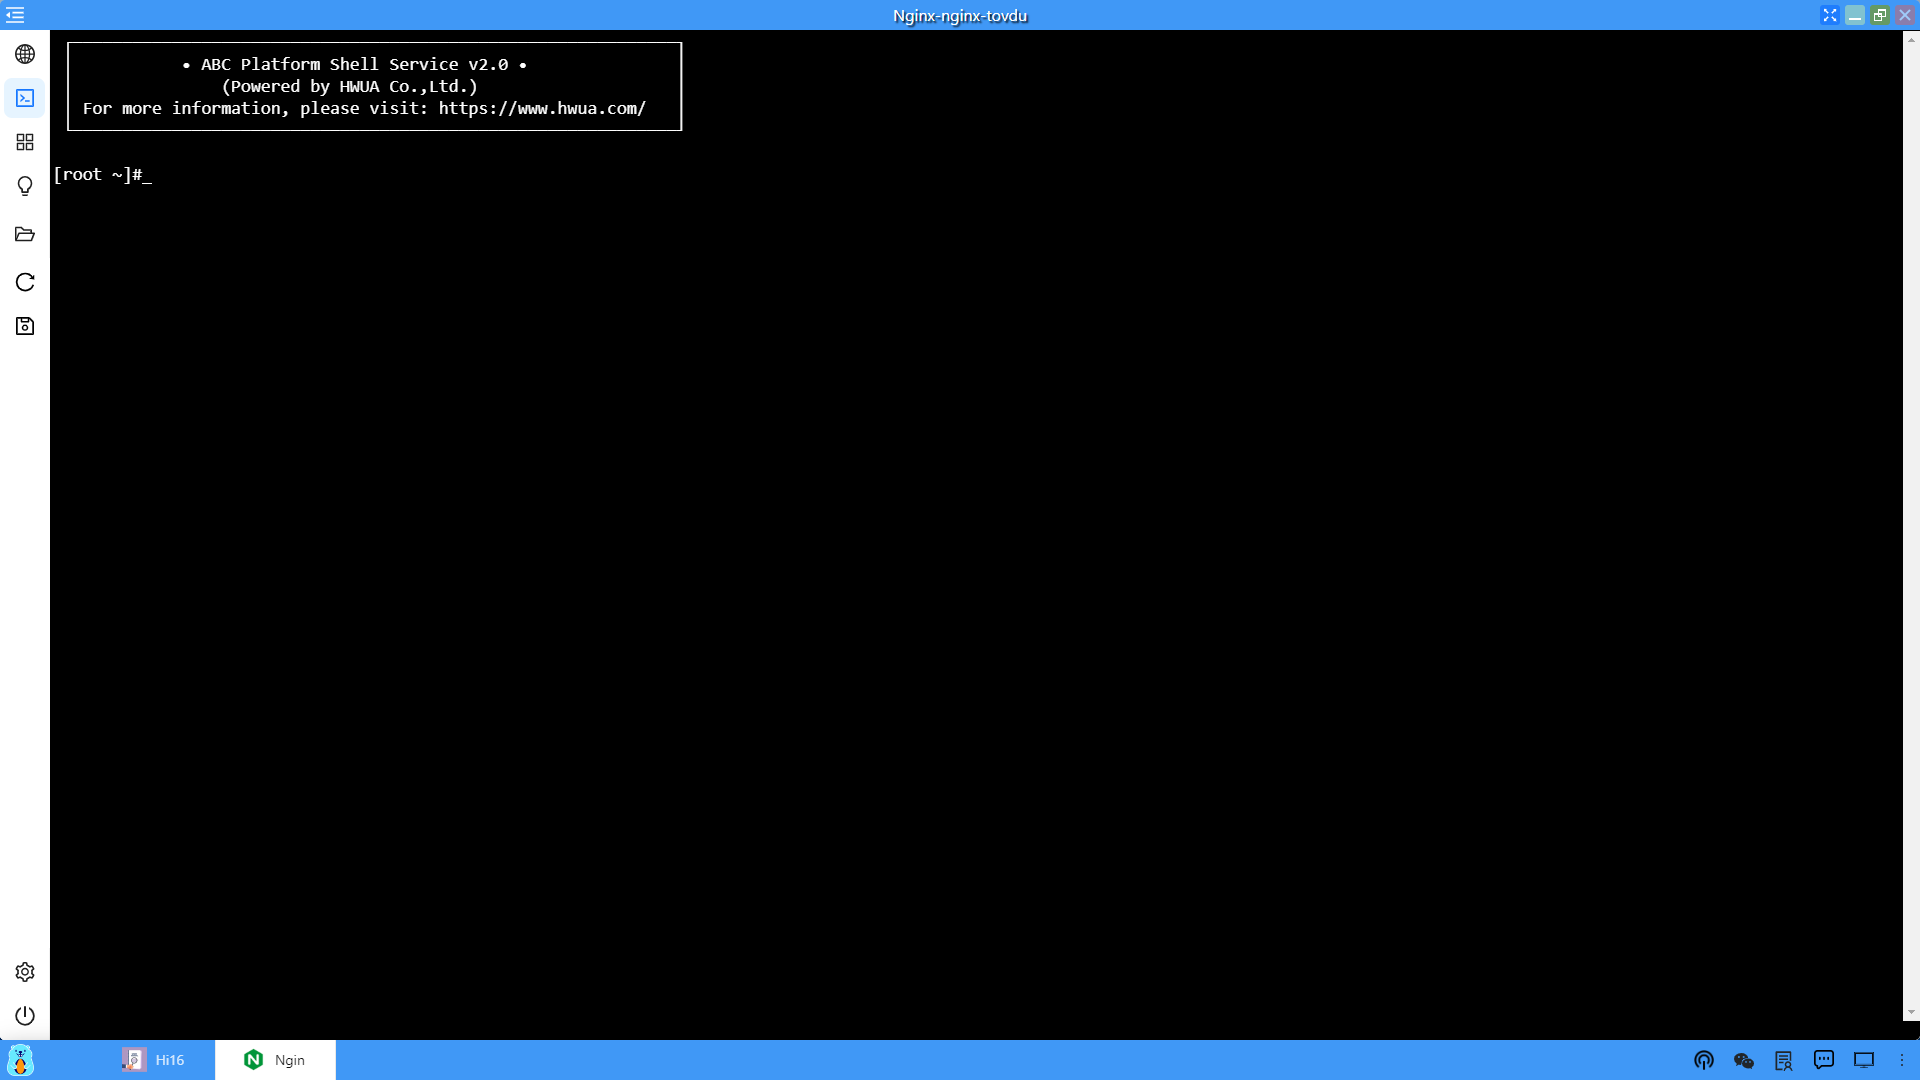 Nginx-nginx-tovdu
• ABC Platform Shell Service v2.0 •
(Powered by HWUA Co.,Ltd.)
For more information, please visit: https://www.hwua.com/
[root ~]#_
Hi16
Ngin